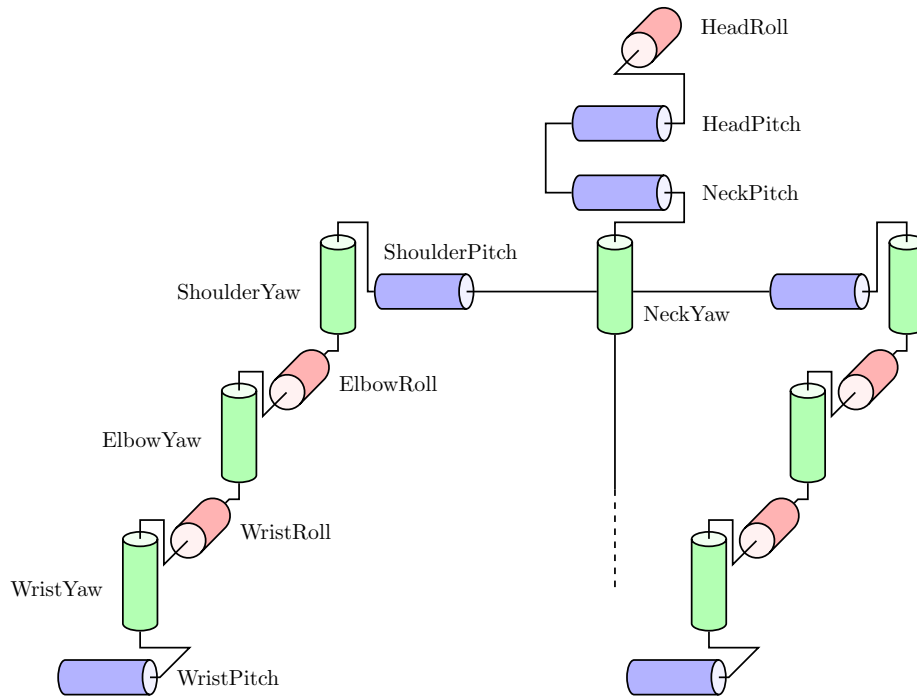 HeadRoll
HeadPitch
NeckPitch
ShoulderPitch
ShoulderYaw
NeckYaw
ElbowRoll
ElbowYaw
WristRoll
WristYaw
WristPitch